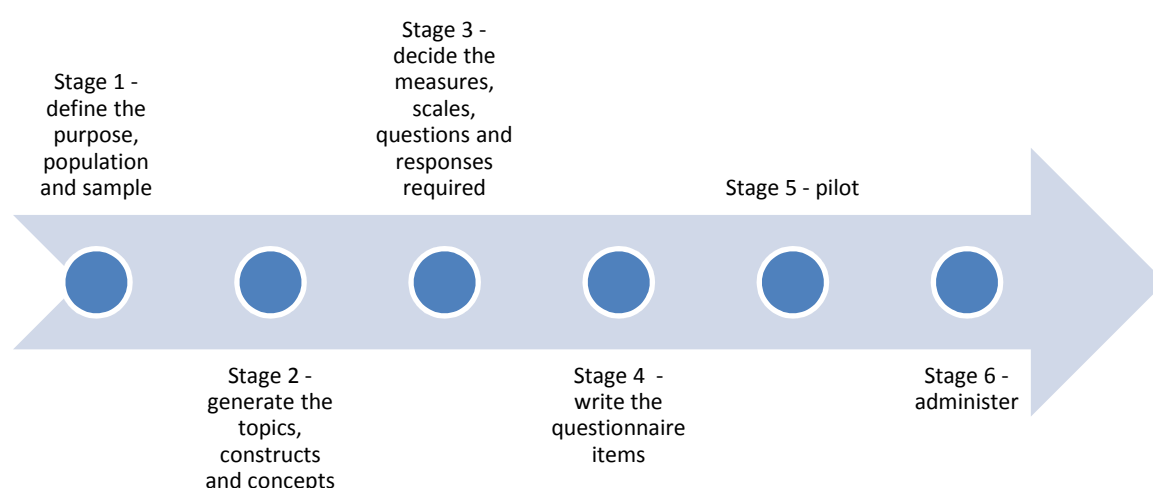 Stage 1 -
define the
purpose,
population
and sample
Stage 2 -
generate the
topics,
constructs
and concepts
Stage 3 -
decide the
measures,
scales,
questions and
responses
required
Stage 4 -
write the
questionnaire
items
Stage 5 - pilot
Stage 6 -
administer